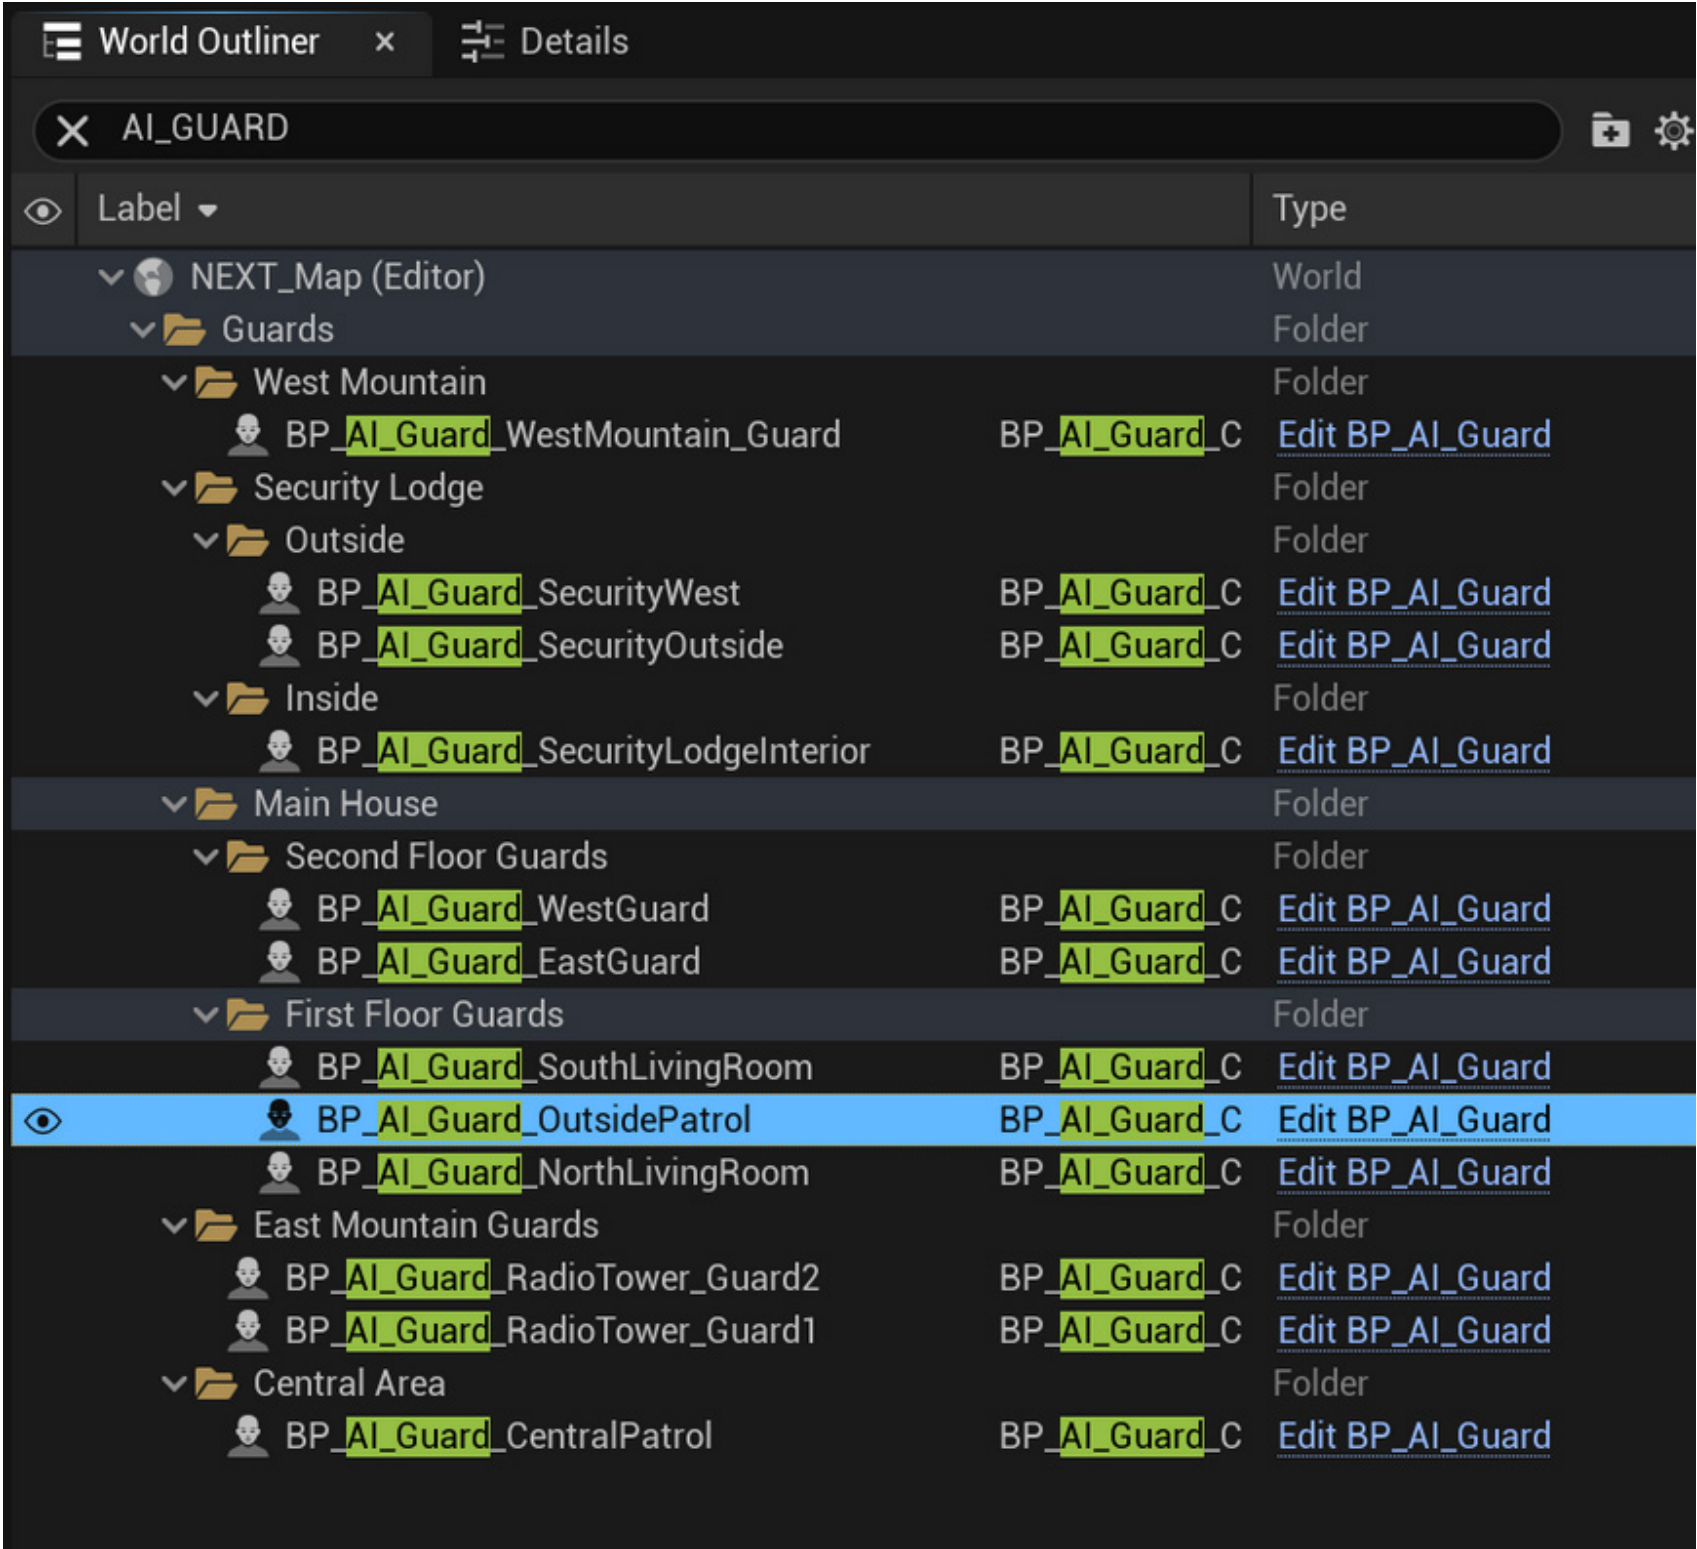 World Outliner × Details
AI_GUARD
Label Type
NEXT_Map (Editor) World
Guards Folder
West Mountain Folder
BP_AI_Guard_WestMountain_Guard BP_AI_Guard_C Edit BP_AI_Guard
Security Lodge Folder
Outside Folder
BP_AI_Guard_SecurityWest BP_AI_Guard_C Edit BP_AI_Guard
BP_AI_Guard_SecurityOutside BP_AI_Guard_C Edit BP_AI_Guard
Inside Folder
BP_AI_Guard_SecurityLodgeInterior BP_AI_Guard_C Edit BP_AI_Guard
Main House Folder
Second Floor Guards Folder
BP_AI_Guard_WestGuard BP_AI_Guard_C Edit BP_AI_Guard
BP_AI_Guard_EastGuard BP_AI_Guard_C Edit BP_AI_Guard
First Floor Guards Folder
BP_AI_Guard_SouthLivingRoom BP_AI_Guard_C Edit BP_AI_Guard
BP_AI_Guard_OutsidePatrol BP_AI_Guard_C Edit BP_AI_Guard
BP_AI_Guard_NorthLivingRoom BP_AI_Guard_C Edit BP_AI_Guard
East Mountain Guards Folder
BP_AI_Guard_RadioTower_Guard2 BP_AI_Guard_C Edit BP_AI_Guard
BP_AI_Guard_RadioTower_Guard1 BP_AI_Guard_C Edit BP_AI_Guard
Central Area Folder
BP_AI_Guard_CentralPatrol BP_AI_Guard_C Edit BP_AI_Guard